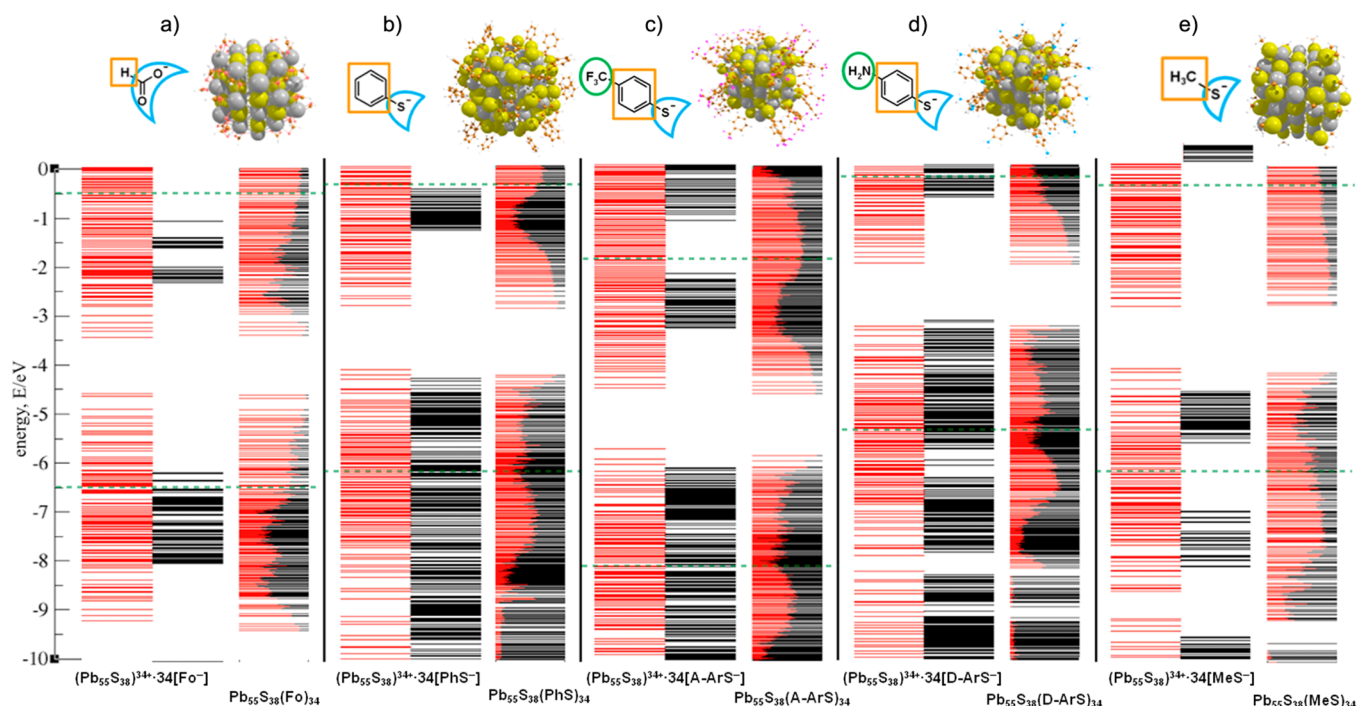 a) b) c) d) e)
H O⁻ O
S⁻
F₃C S⁻
H₂N S⁻
H₃C S⁻
energy, E/eV
0
-1
-2
-3
-4
-5
-6
-7
-8
-9
-10
(Pb₅₅S₃₈)³⁴⁺·34[Fo⁻] (Pb₅₅S₃₈)³⁴⁺·34[PhS⁻] (Pb₅₅S₃₈)³⁴⁺·34[A-ArS⁻] (Pb₅₅S₃₈)³⁴⁺·34[D-ArS⁻] (Pb₅₅S₃₈)³⁴⁺·34[MeS⁻]
Pb₅₅S₃₈(Fo)₃₄ Pb₅₅S₃₈(PhS)₃₄ Pb₅₅S₃₈(A-ArS)₃₄ Pb₅₅S₃₈(D-ArS)₃₄ Pb₅₅S₃₈(MeS)₃₄